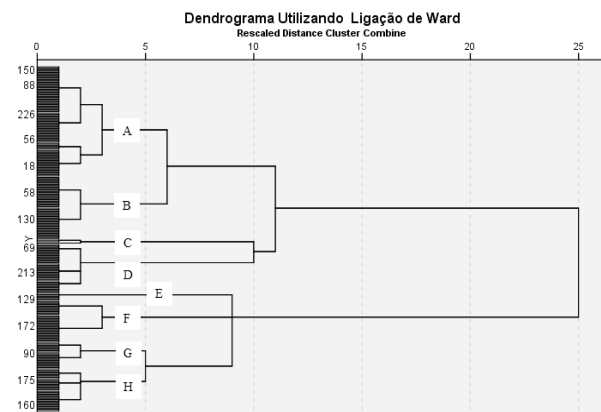 Dendrograma Utilizando Ligação de Ward
Rescaled Distance Cluster Combine
0 5 10 15 20 25
150
88
226
A
56
18
58
B
130
Y
C
69
D
213
E
129
F
172
G
90
H
175
160